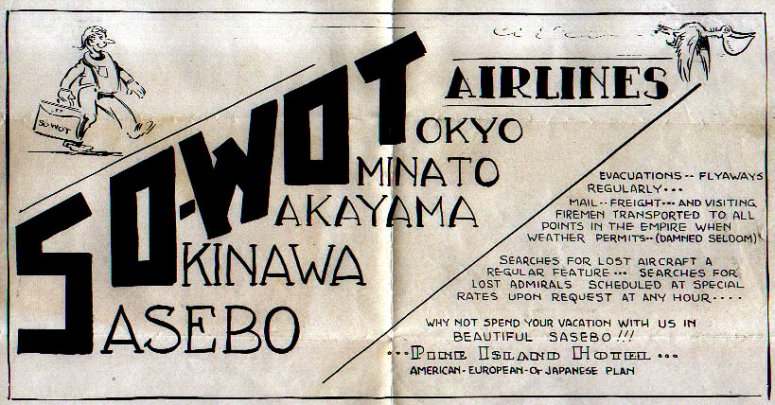 SO-WOT
AIRLINES
TOKYO
OMINATO
WAKAYAMA
OKINAWA
SASEBO
EVACUATIONS-- FLYAWAYS
REGULARLY---
MAIL--FREIGHT---AND VISITING
FIREMEN TRANSPORTED TO ALL
POINTS IN THE EMPIRE WHEN
WEATHER PERMITS--(DAMNED SELDOM)
SEARCHES FOR LOST AIRCRAFT A
REGULAR FEATURE --- SEARCHES FOR
LOST ADMIRALS SCHEDULED AT SPECIAL
RATES UPON REQUEST AT ANY HOUR----
WHY NOT SPEND YOUR VACATION WITH US IN
BEAUTIFUL SASEBO!!!
---PINE ISLAND HOTEL---
AMERICAN-EUROPEAN-Or JAPANESE PLAN